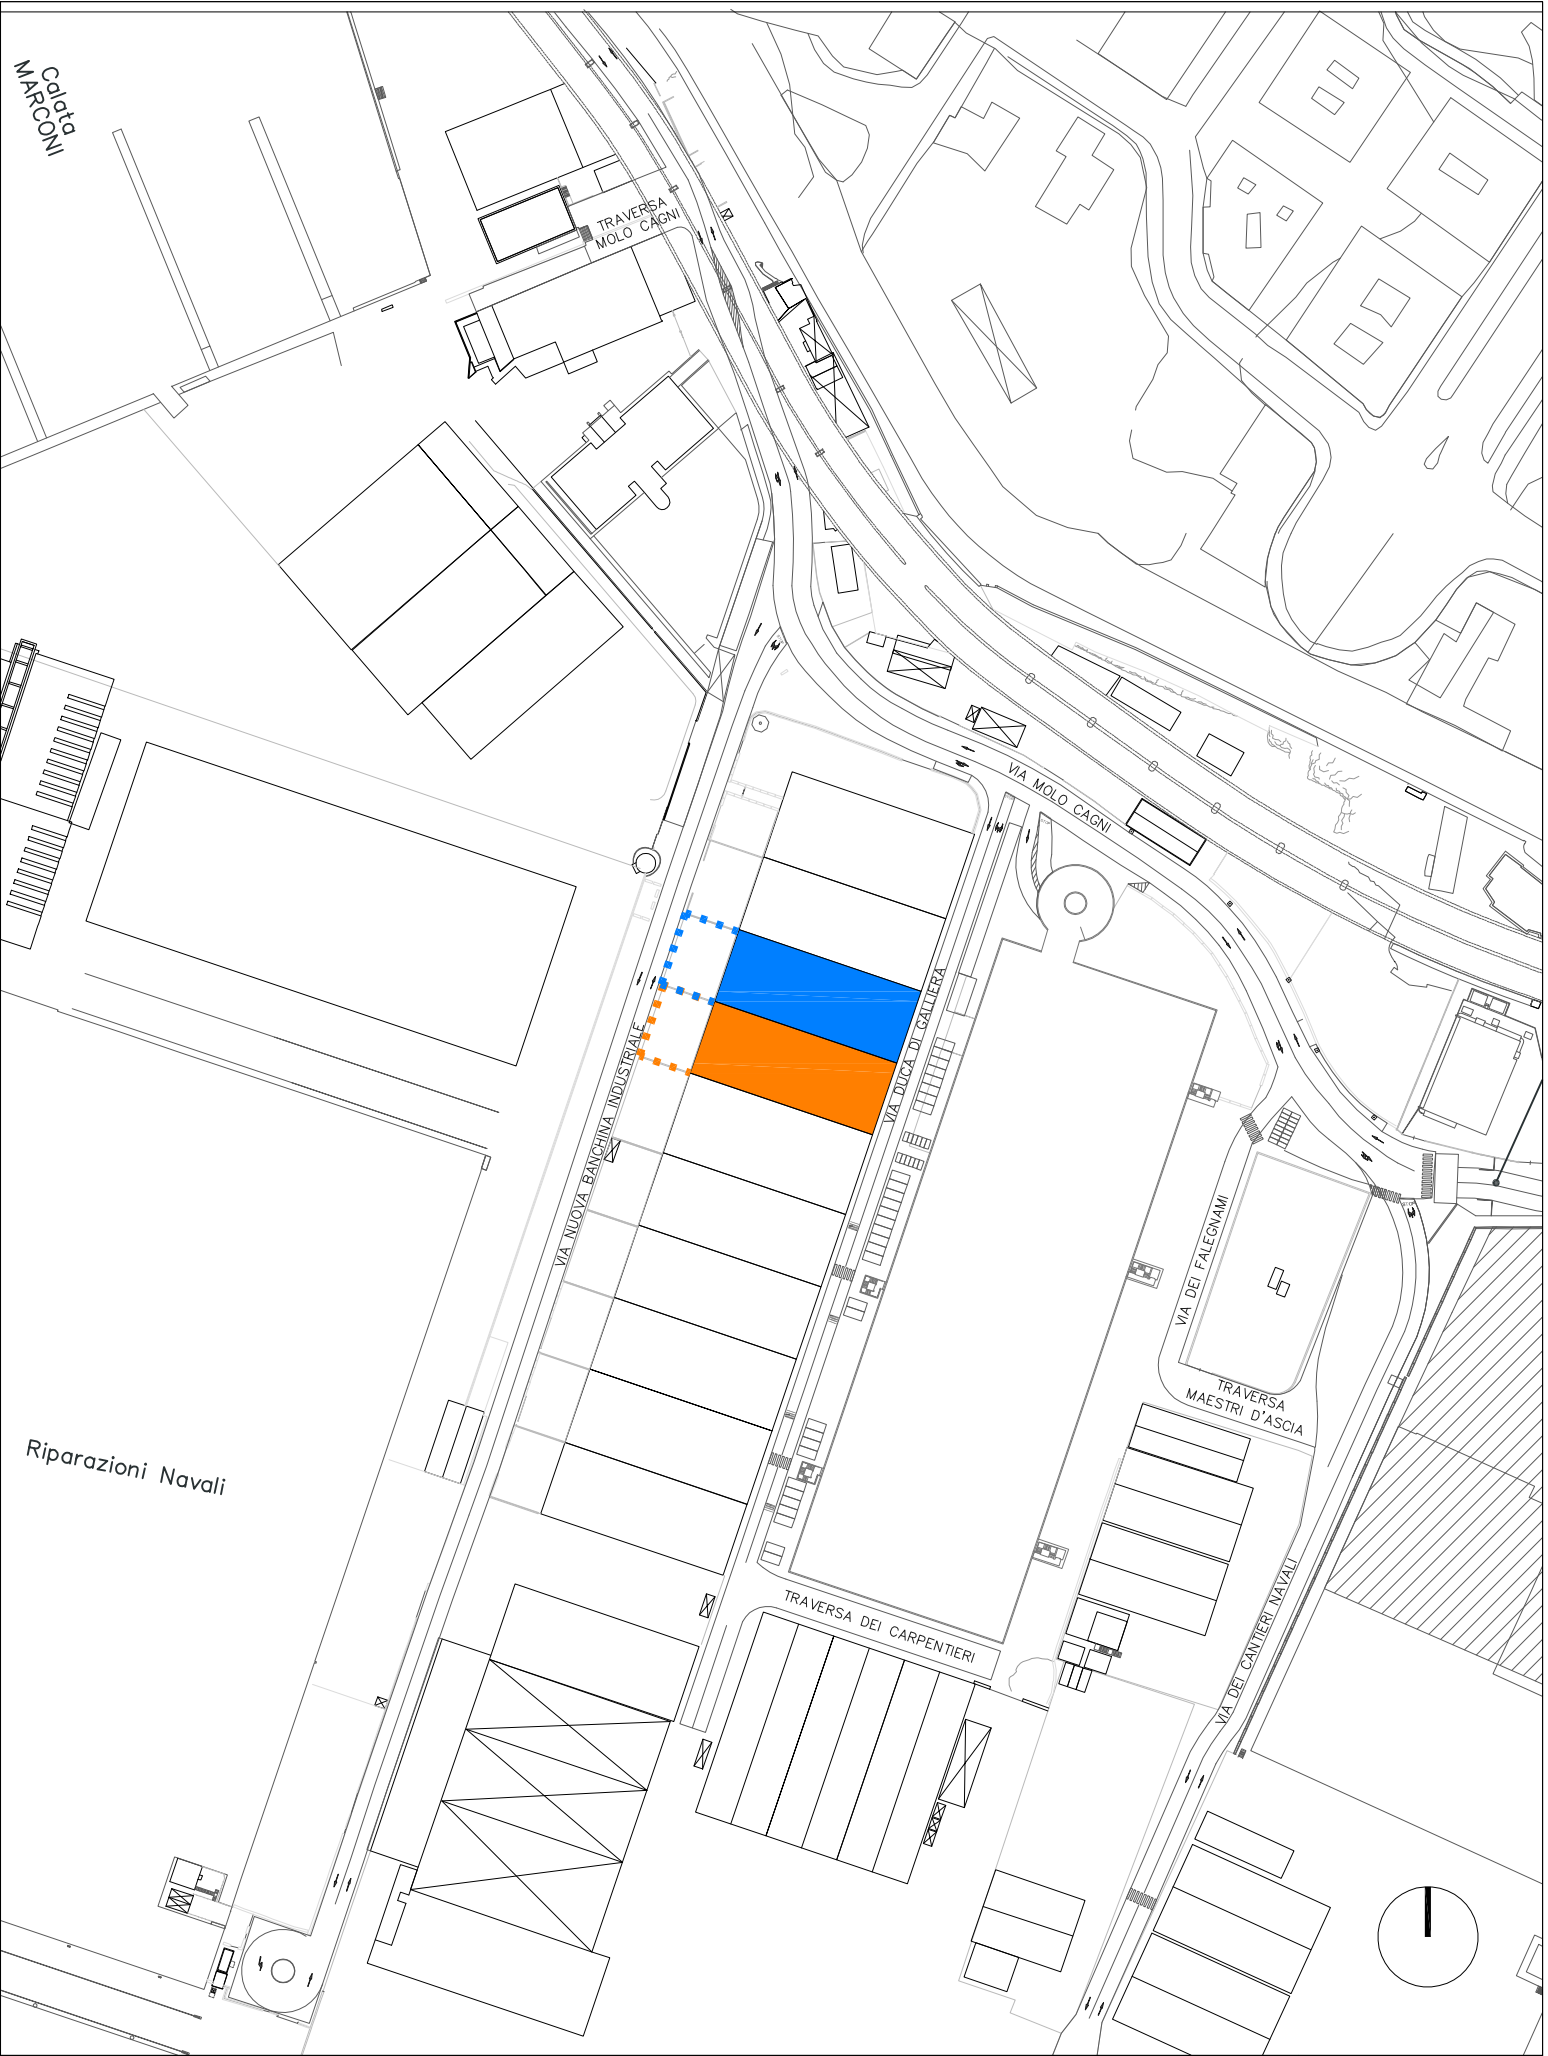 Calata
MARCONI
TRAVERSA
MOLO CAGNI
VIA MOLO CAGNI
VIA DUCA DI GALLIERA
VIA NUOVA BANCHINA INDUSTRIALE
VIA DEI FALEGNAMI
TRAVERSA
MAESTRI D'ASCIA
Riparazioni Navali
VIA DEI CANTIERI NAVALI
TRAVERSA DEI CARPENTIERI